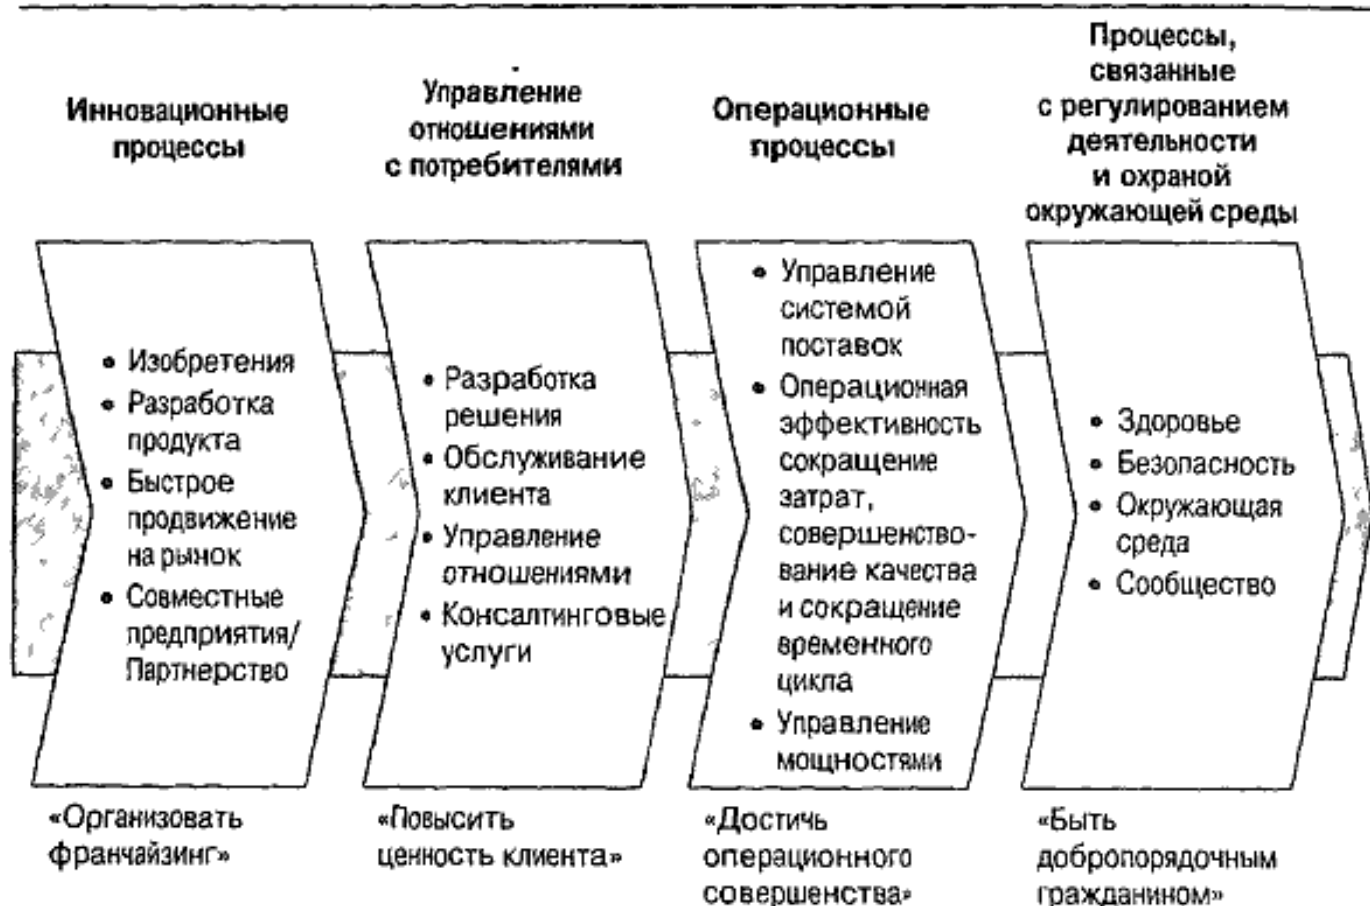 Инновационные
процессы
Управление
отношениями
с потребителями
Операционные
процессы
Процессы,
связанные
с регулированием
деятельности
и охраной
окружающей среды
• Изобретения
• Разработка
продукта
• Быстрое
продвижение
на рынок
• Совместные
предприятия/
Партнерство
• Разработка
решения
• Обслуживание
клиента
• Управление
отношениями
• Консалтинговые
услуги
• Управление
системой
поставок
• Операционная
эффективность
сокращение
затрат,
совершенство-
вание качества
и сокращение
временного
цикла
• Управление
мощностями
• Здоровье
• Безопасность
• Окружающая
среда
• Сообщество
«Организовать
франчайзинг»
«Повысить
ценность клиента»
«Достичь
операционного
совершенства»
«Быть
добропорядочным
гражданином»